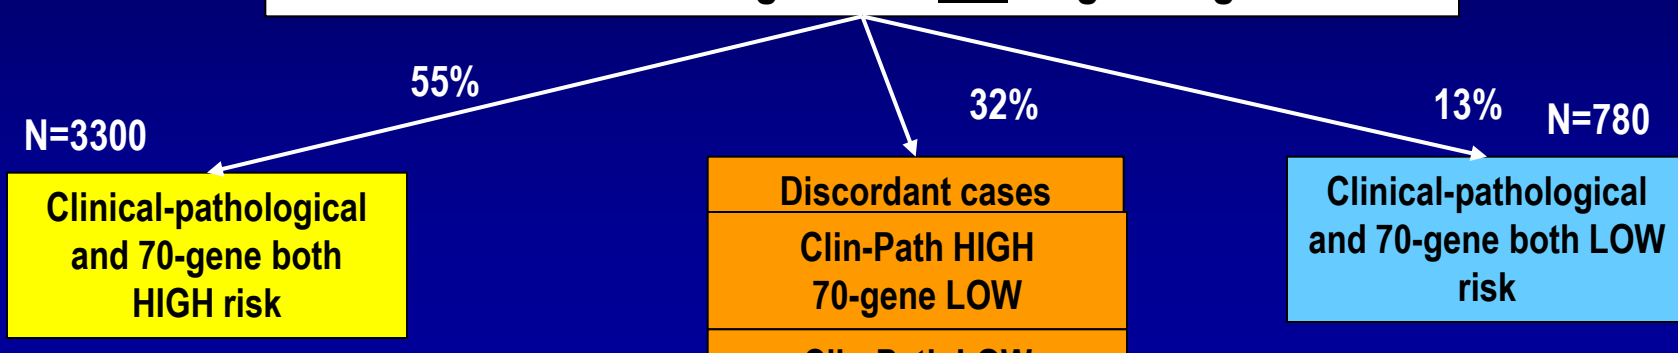 55%
32%
13%
N=780
N=3300
Clinical-pathological
and 70-gene both
HIGH risk
Discordant cases
Clin-Path HIGH
70-gene LOW
Clinical-pathological
and 70-gene both LOW
risk